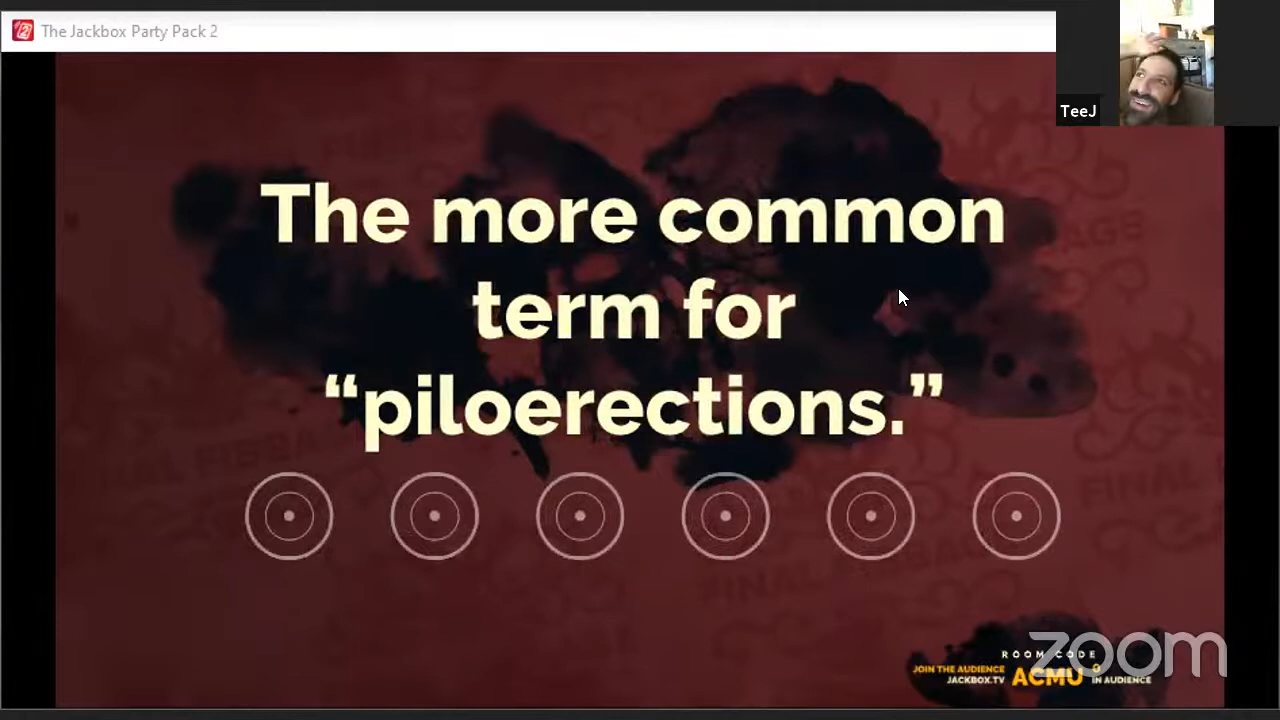 The Jackbox Party Pack 2
TeeJ
The more common
term for
“piloerections.”
ROOM CODE
JOIN THE AUDIENCE
JACKBOX.TV
ACMU
0
IN AUDIENCE
zoom